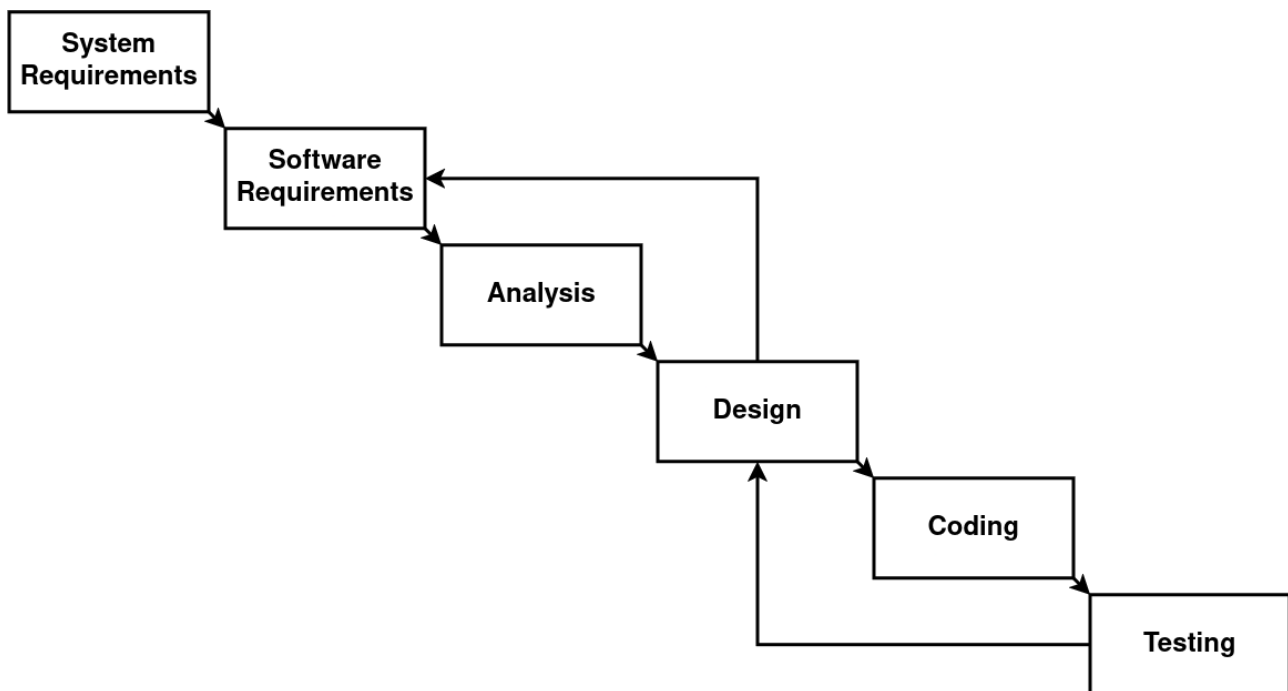 System
Requirements
Software
Requirements
Analysis
Design
Coding
Testing